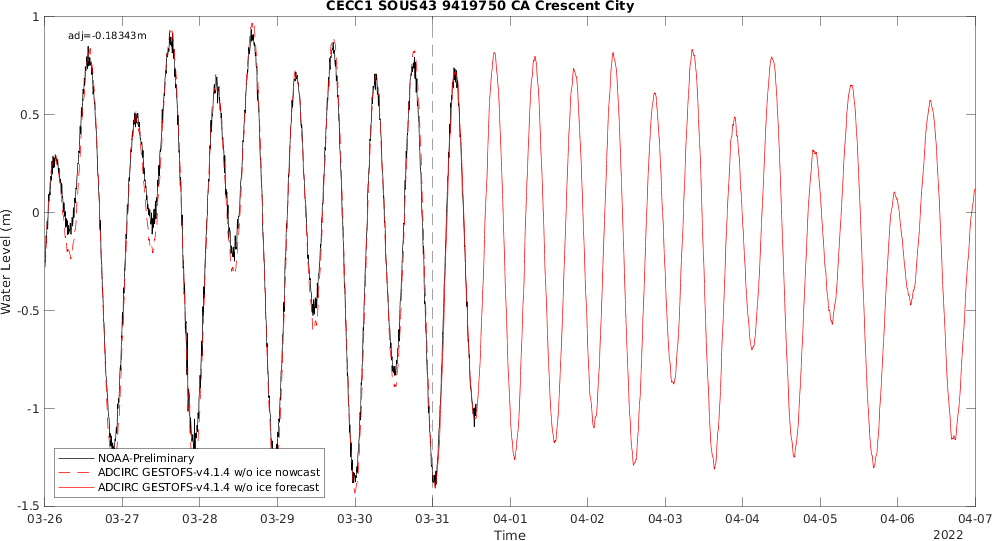 CECC1 SOUS43 9419750 CA Crescent City
adj=-0.18343m
1
0.5
0
-0.5
-1
-1.5
Water Level (m)
NOAA-Preliminary
ADCIRC GESTOFS-v4.1.4 w/o ice nowcast
ADCIRC GESTOFS-v4.1.4 w/o ice forecast
03-26 03-27 03-28 03-29 03-30 03-31 04-01 04-02 04-03 04-04 04-05 04-06 04-07
Time
2022